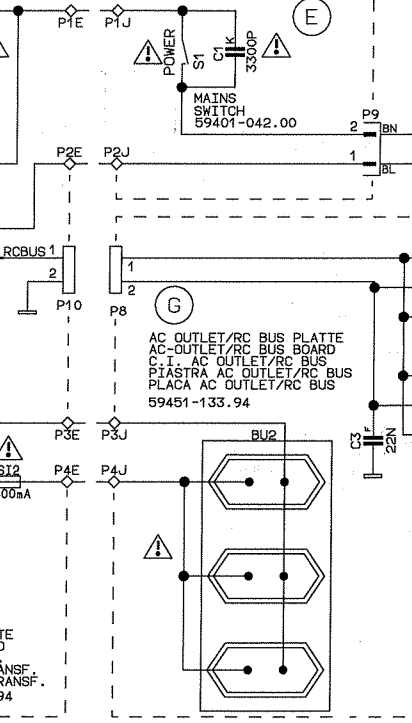 P1E
P1J
E
POWER
S1
C1
K
3300P
MAINS
SWITCH
59401-042.00
P9
2
BN
1
BL
P2E
P2J
RCBUS
1
2
1
2
P10
P8
G
AC OUTLET/RC BUS PLATTE
AC-OUTLET/RC BUS BOARD
C.I. AC OUTLET/RC BUS
PIASTRA AC OUTLET/RC BUS
PLACA AC OUTLET/RC BUS
59451-133.94
P3E
P3J
BU2
C3
F
22N
SI2
00mA
P4E
P4J
TE
D
ANSF.
RANSF.
94